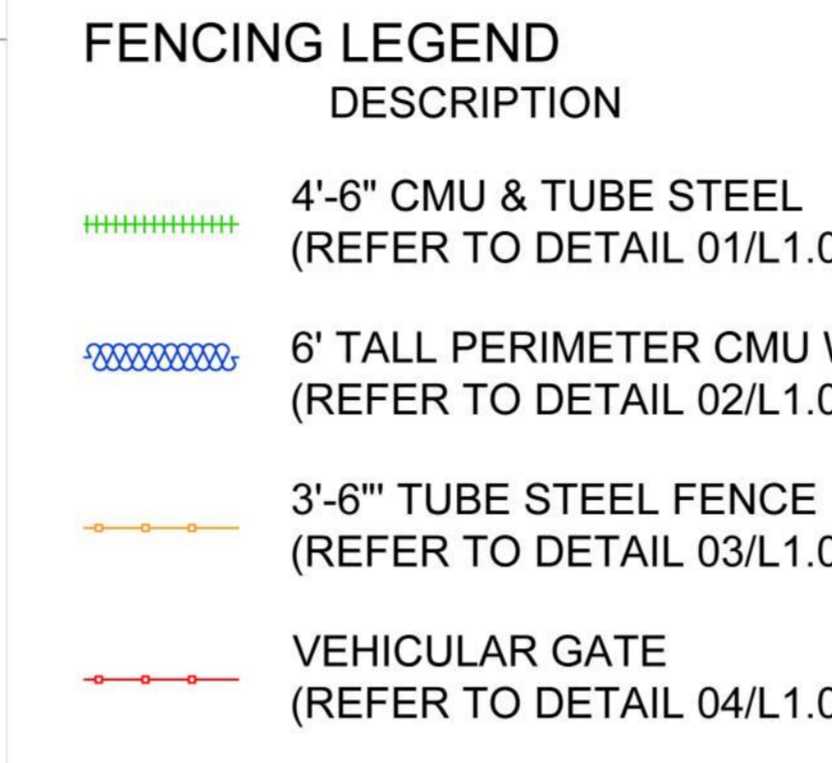 FENCING LEGEND
DESCRIPTION
4'-6" CMU & TUBE STEEL
(REFER TO DETAIL 01/L1.0
6' TALL PERIMETER CMU
(REFER TO DETAIL 02/L1.0
3'-6"' TUBE STEEL FENCE
(REFER TO DETAIL 03/L1.0
VEHICULAR GATE
(REFER TO DETAIL 04/L1.0